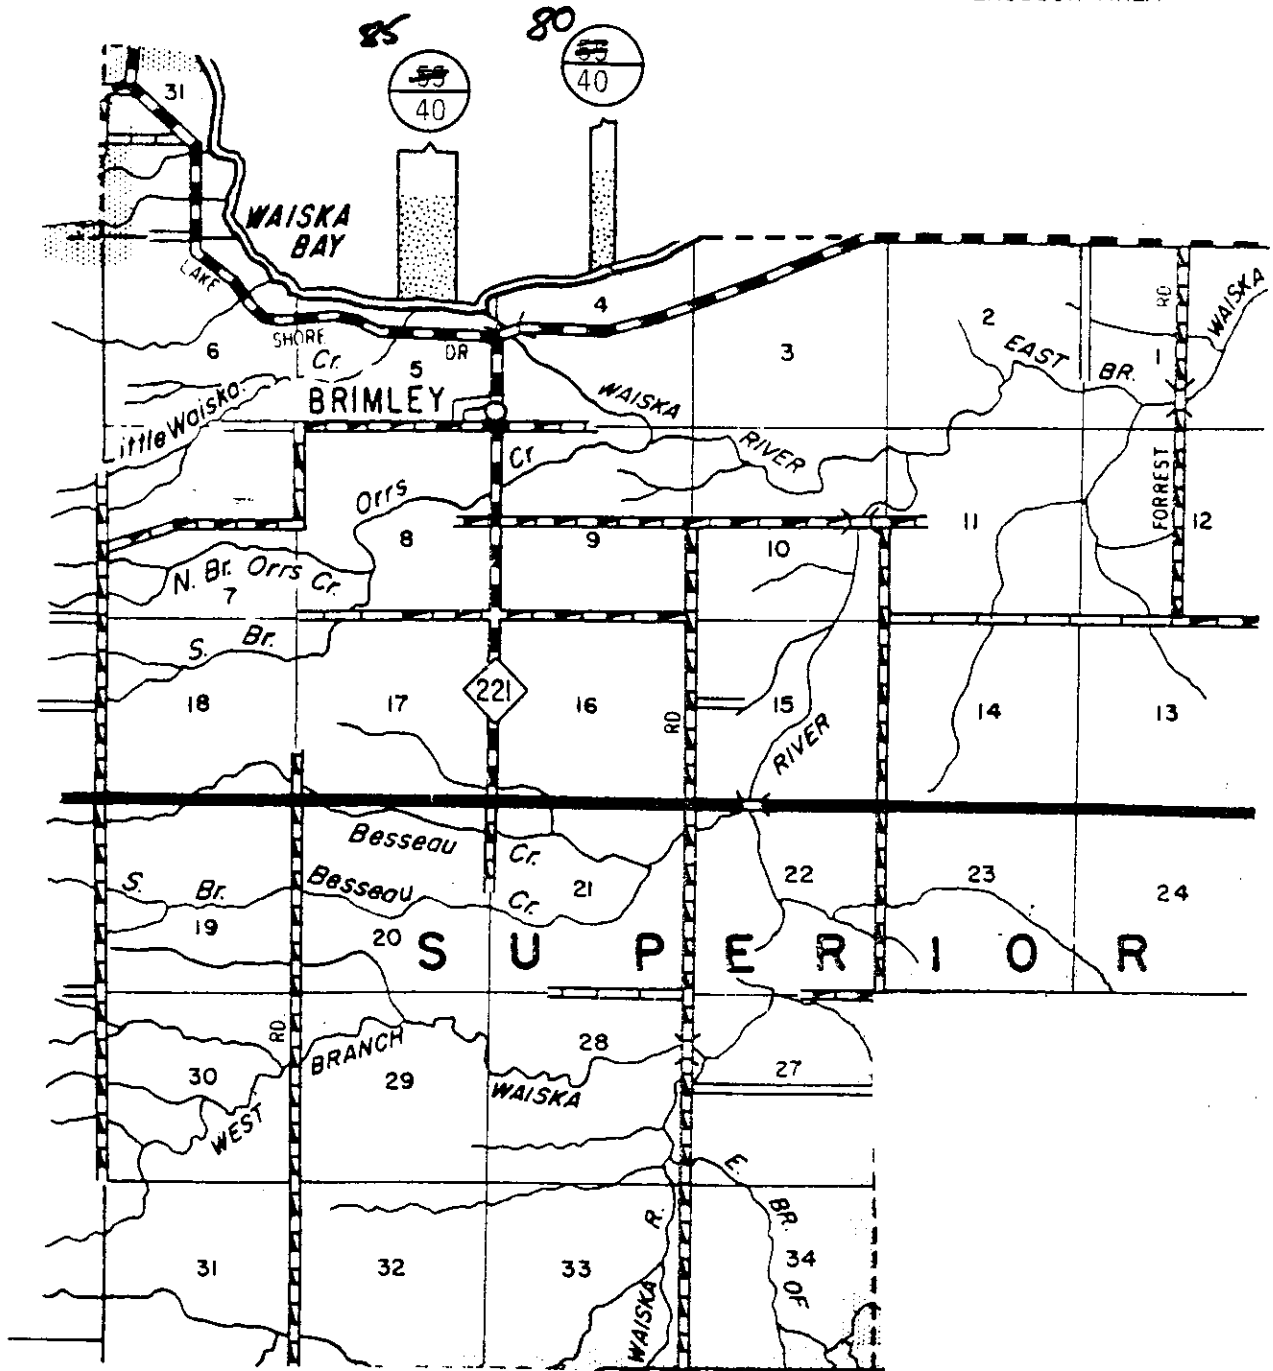 85
80
55
40
55
40
31
WAISKA
BAY
LAKE
SHORE
DR
6
Cr.
5
4
3
2
1
RD
WAISKA
EAST BR.
BRIMLEY
Little Waiska
WAISKA
RIVER
Cr
Orrs
8
9
10
11
FORREST
12
N. Br. Orrs Cr.
7
S. Br.
18
17
221
16
RD
15
RIVER
14
13
Besseau Cr.
S. Br. Besseau Cr.
19
20
21
22
23
24
SUPERIOR
RD
BRANCH
28
27
30
29
WAISKA
WEST
E.
BR.
OF
R.
WAISKA
31
32
33
34